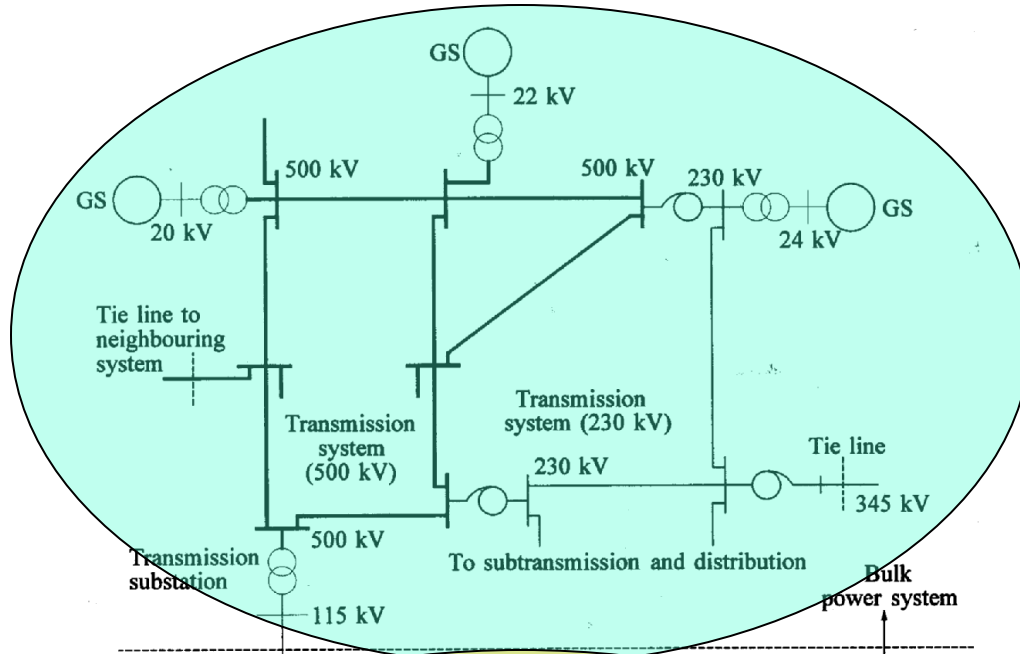 GS
22 kV
500 kV
500 kV
230 kV
GS
20 kV
24 kV
GS
Tie line to
neighbouring
system
Transmission
system
(500 kV)
Transmission
system (230 kV)
Tie line
230 kV
345 kV
500 kV
To subtransmission and distribution
Transmission
substation
Bulk
power system
115 kV